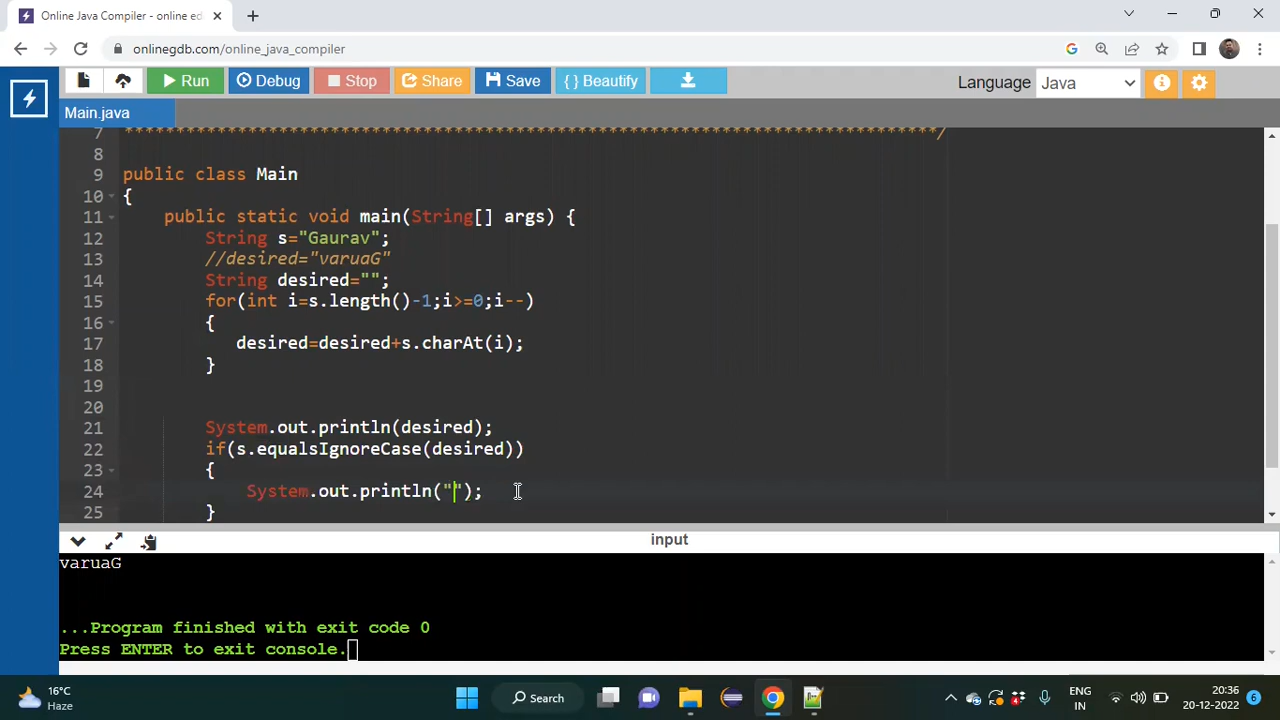 Online Java Compiler - online ed
onlinegdb.com/online_java_compiler
Run
Debug
Stop
Share
Save
{ } Beautify
Language
Java
Main.java
7 ******************************************************************************/
8
9 public class Main
10 {
11 public static void main(String[] args) {
12 String s="Gaurav";
13 //desired="varuaG"
14 String desired="";
15 for(int i=s.length()-1;i>=0;i--)
16 {
17 desired=desired+s.charAt(i);
18 }
19
20
21 System.out.println(desired);
22 if(s.equalsIgnoreCase(desired))
23 {
24 System.out.println("");
25 }
input
varuaG
...Program finished with exit code 0
Press ENTER to exit console.
16°C
Haze
Search
ENG
IN
20:36
20-12-2022
6